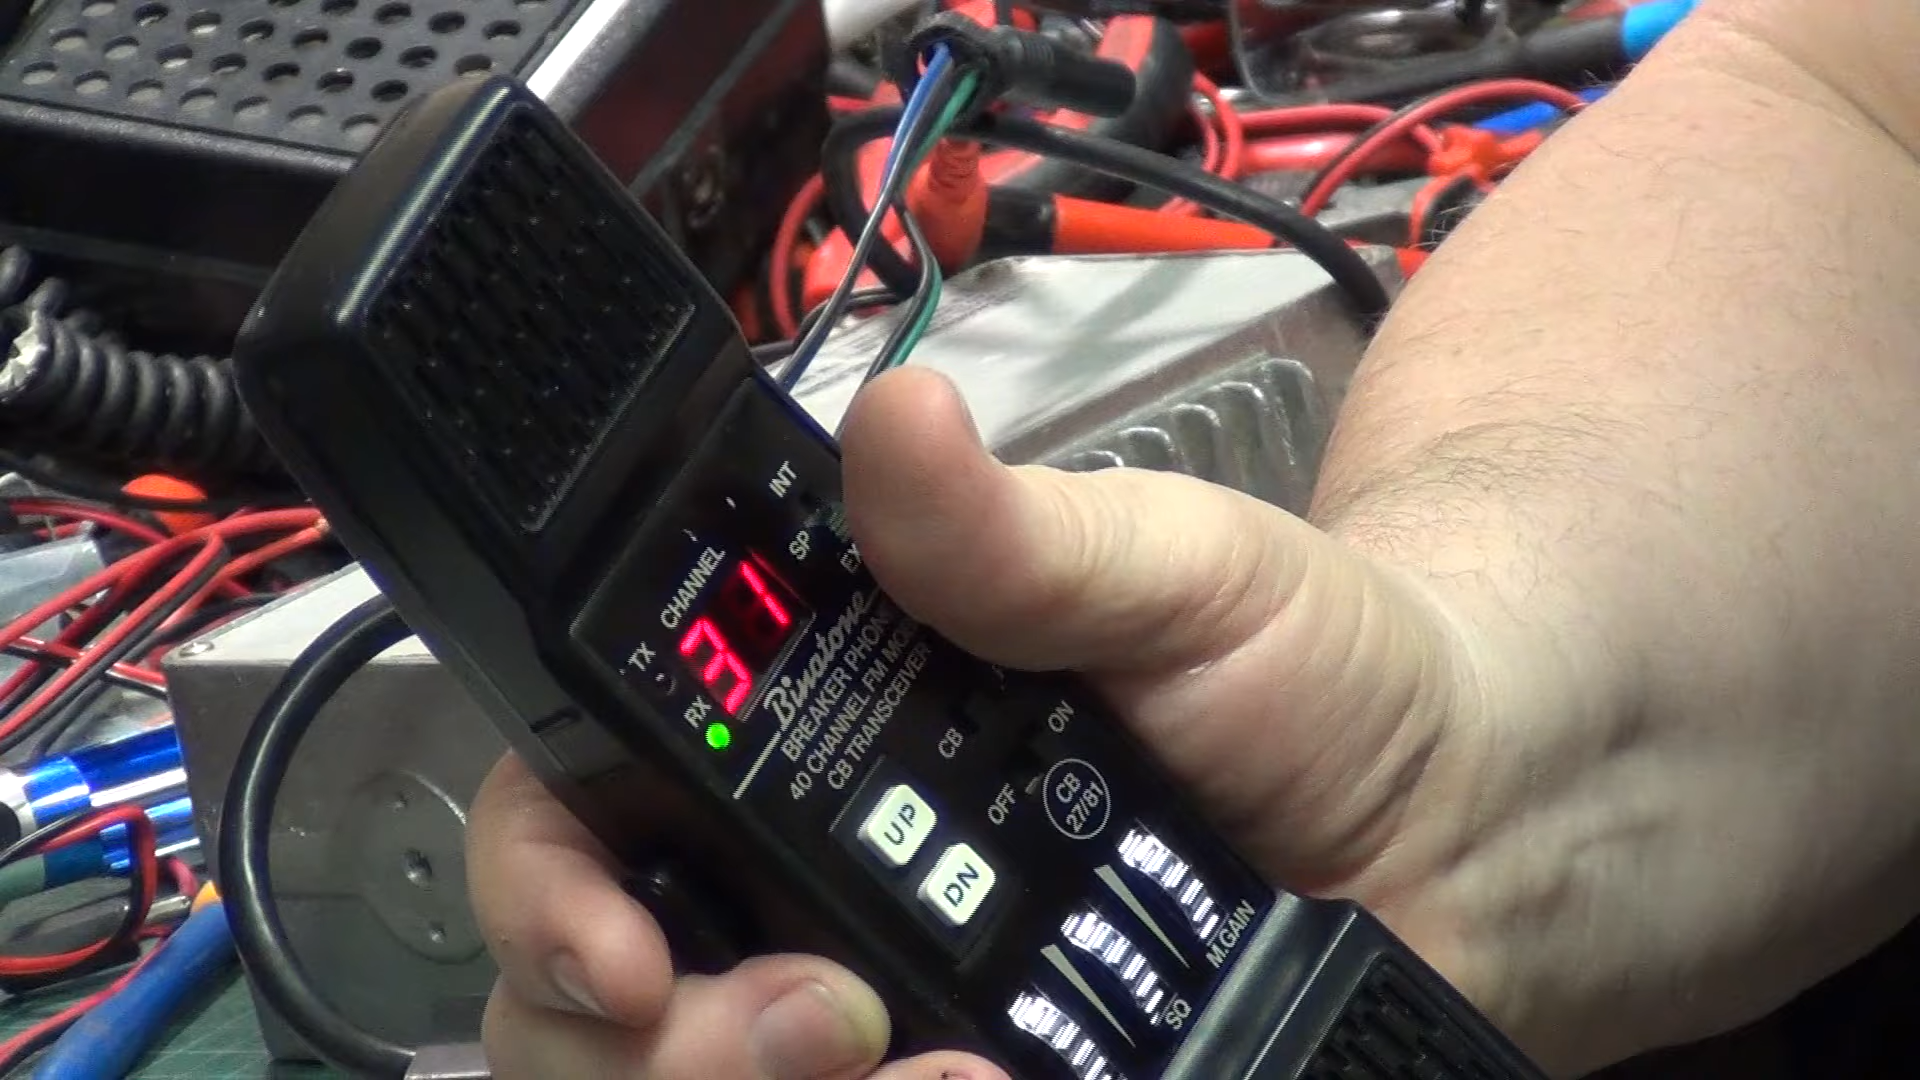 INT
SP
CHANNEL
31
TX
RX
Binatone
BREAKER PHONE
40 CHANNEL FM MOBILE
CB TRANSCEIVER
CB
ON
OFF
CB
27/81
UP
DN
M.GAIN
SQ